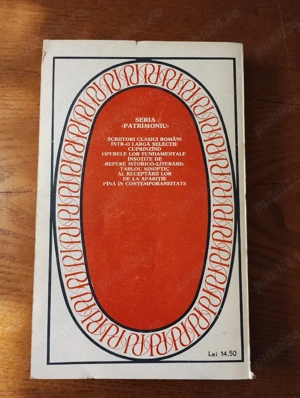 SERIA
«PATRIMONIU»
SCRIITORI CLASICI ROMÂNI
ÎNTR-O LARGĂ SELECȚIE
CUPRINZÎND
OPERELE LOR FUNDAMENTALE
ÎNSOȚITE DE
«REPERE ISTORICO-LITERARE»
TABLOU SINOPTIC
AL RECEPTĂRII LOR
DE LA APARIȚIE
PÎNĂ ÎN CONTEMPORANEITATE
Lei 14,50